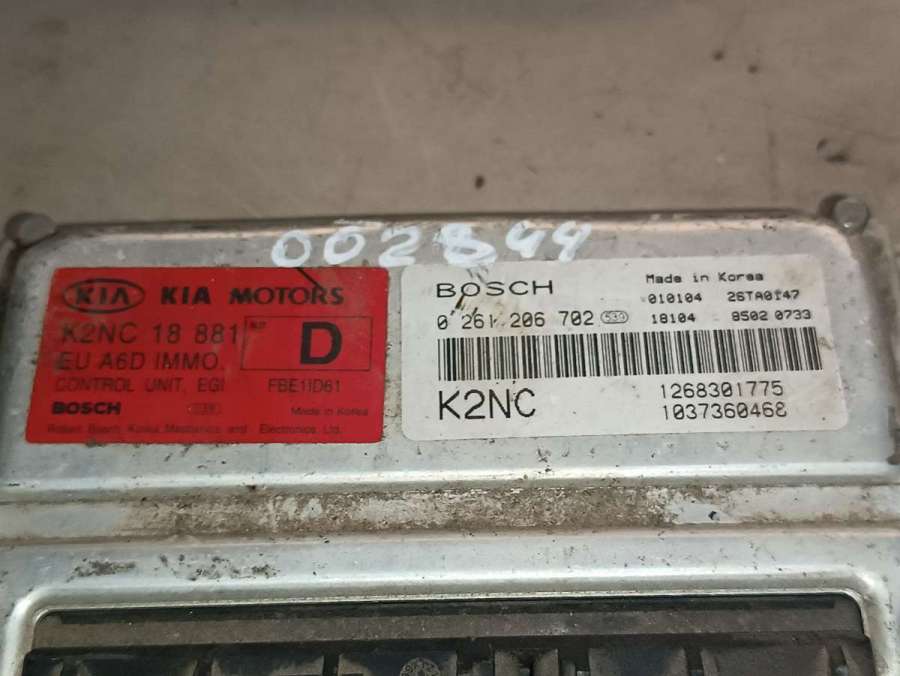 002844
KIA KIA MOTORS
K2NC 18 881 D
EU A6D IMMO.
CONTROL UNIT, EGI FBE1ID61
BOSCH Made in Korea
Robert Bosch Korea Mechanics and Electronics Ltd.
BOSCH Made in Korea
010104 26TA0147
0 261 206 702 539 18104 8502 0733
K2NC 1268301775
1037360468